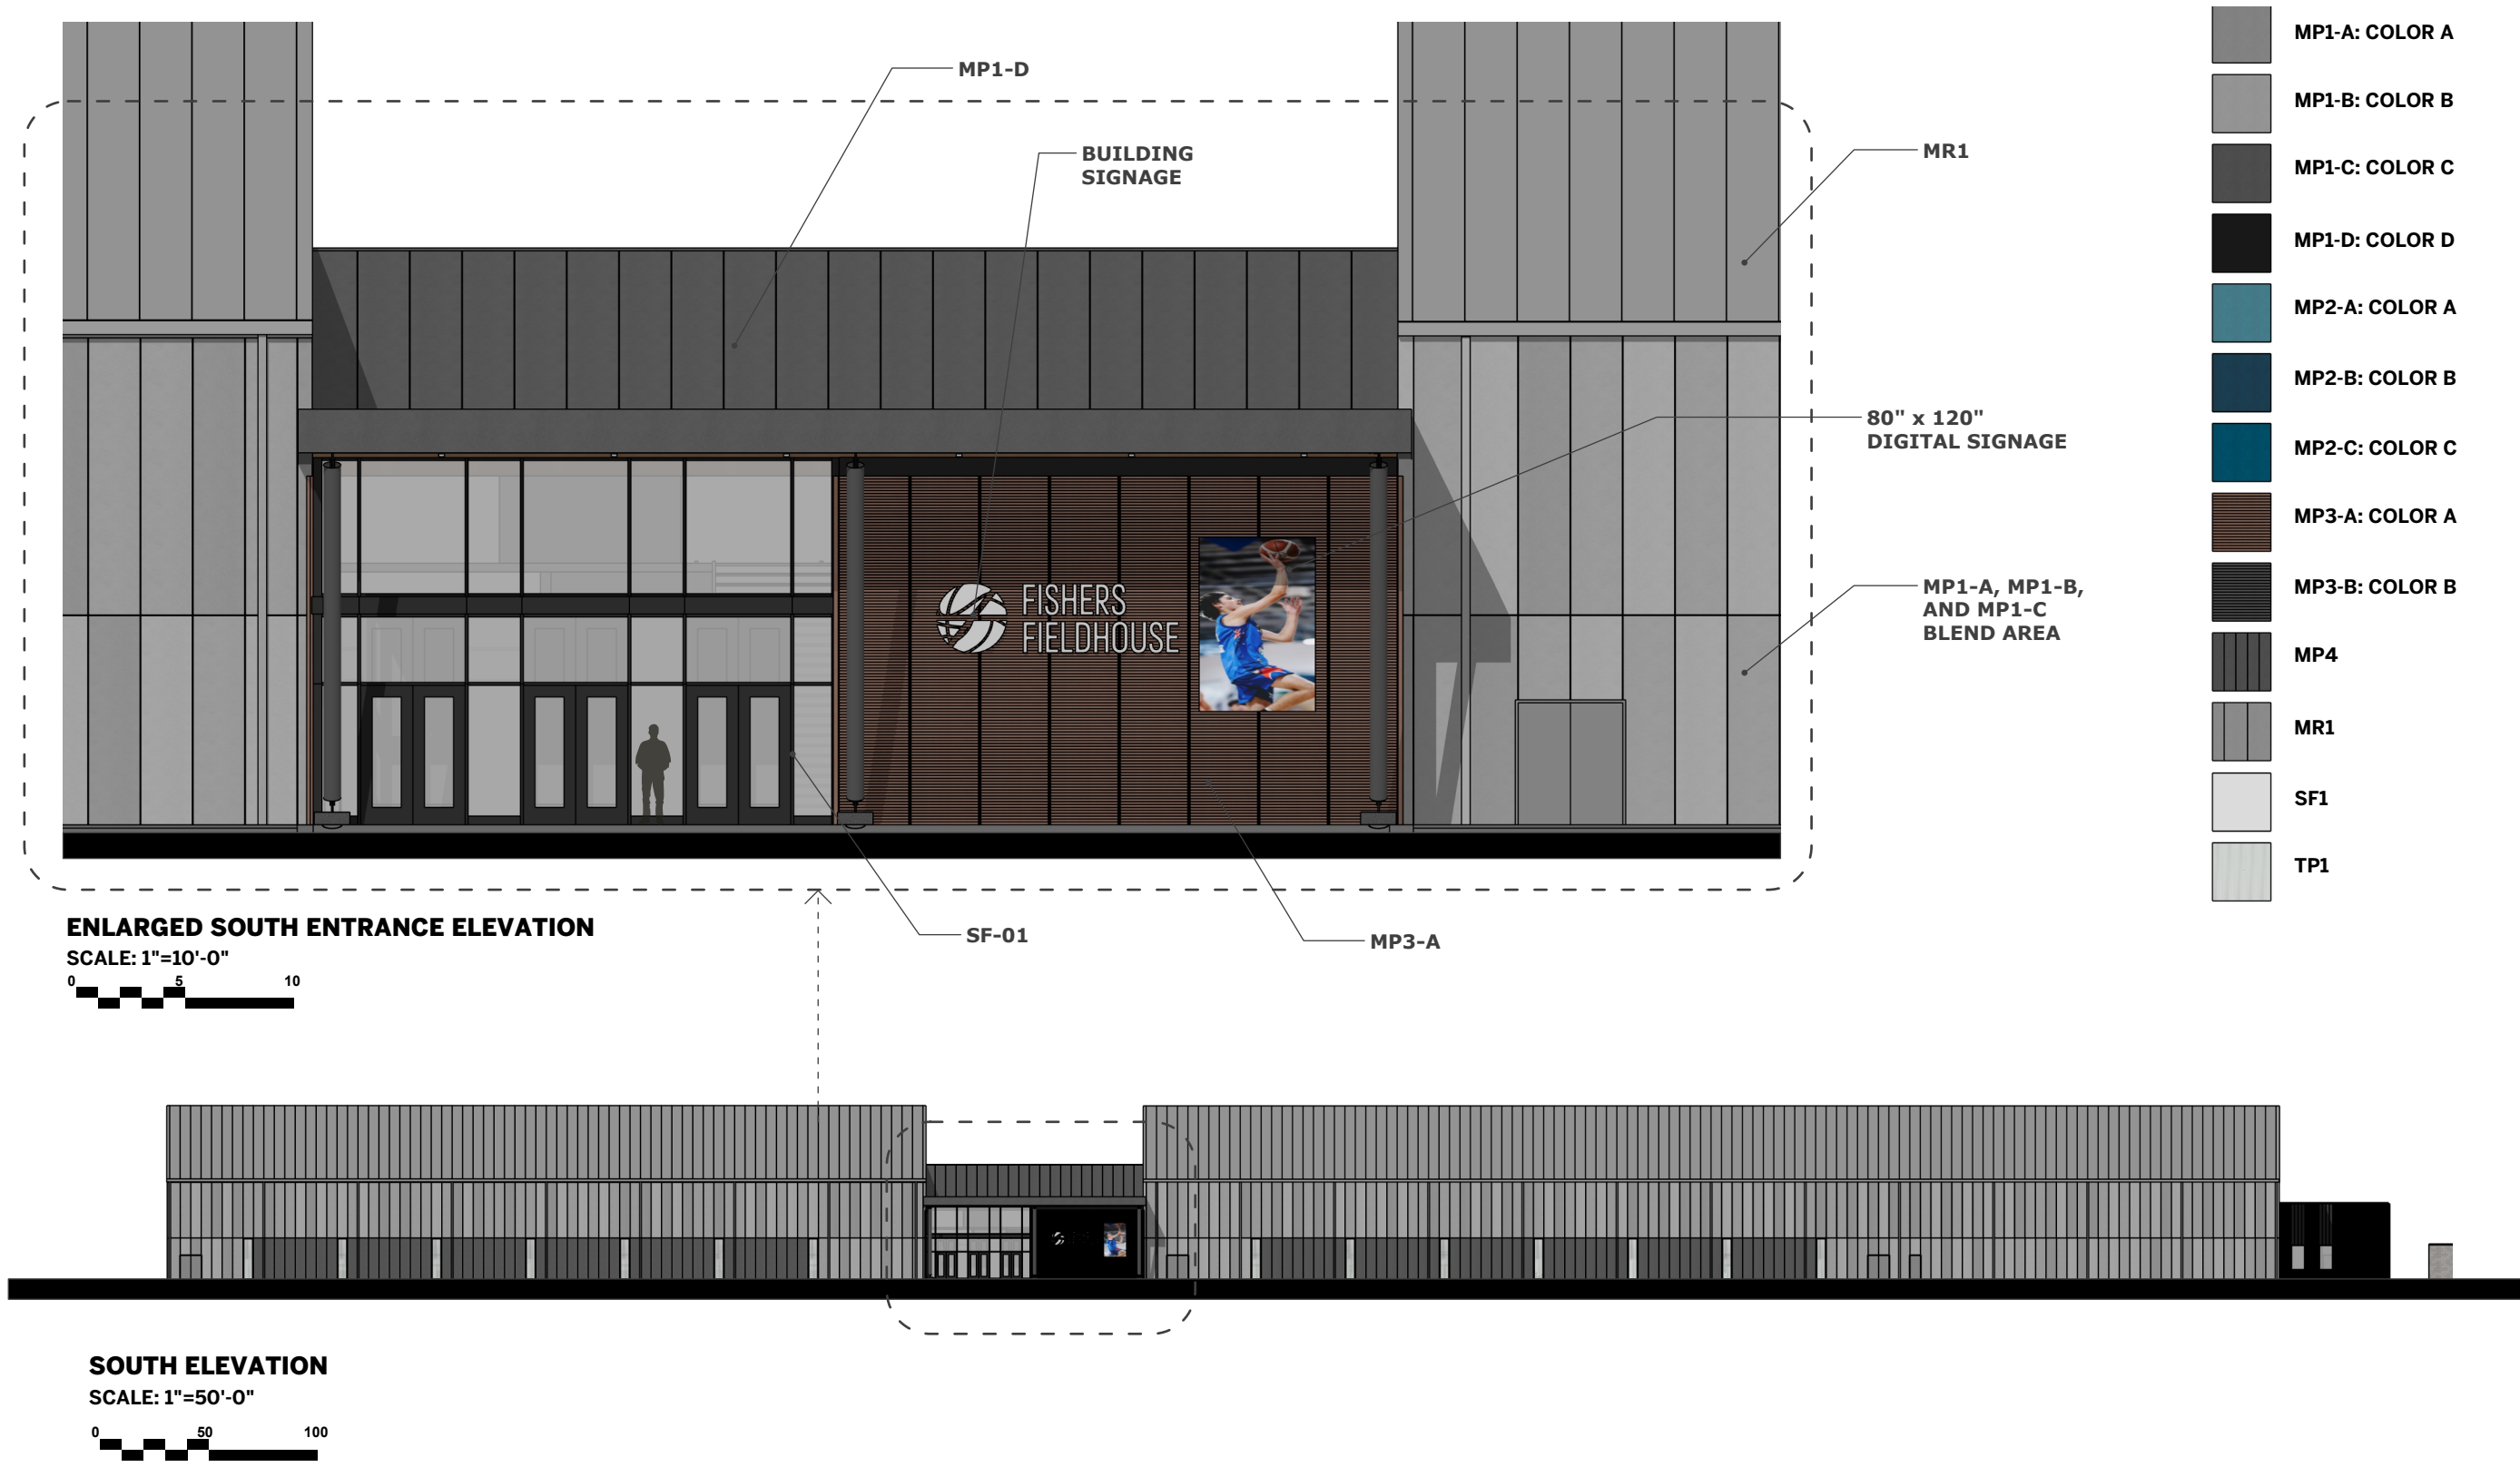 MP1-D
BUILDING
SIGNAGE
MR1
80" x 120"
DIGITAL SIGNAGE
FISHERS
FIELDHOUSE
MP1-A, MP1-B,
AND MP1-C
BLEND AREA
SF-01
MP3-A
ENLARGED SOUTH ENTRANCE ELEVATION
SCALE: 1"=10'-0"
0 5 10
SOUTH ELEVATION
SCALE: 1"=50'-0"
0 50 100
MP1-A: COLOR A
MP1-B: COLOR B
MP1-C: COLOR C
MP1-D: COLOR D
MP2-A: COLOR A
MP2-B: COLOR B
MP2-C: COLOR C
MP3-A: COLOR A
MP3-B: COLOR B
MP4
MR1
SF1
TP1